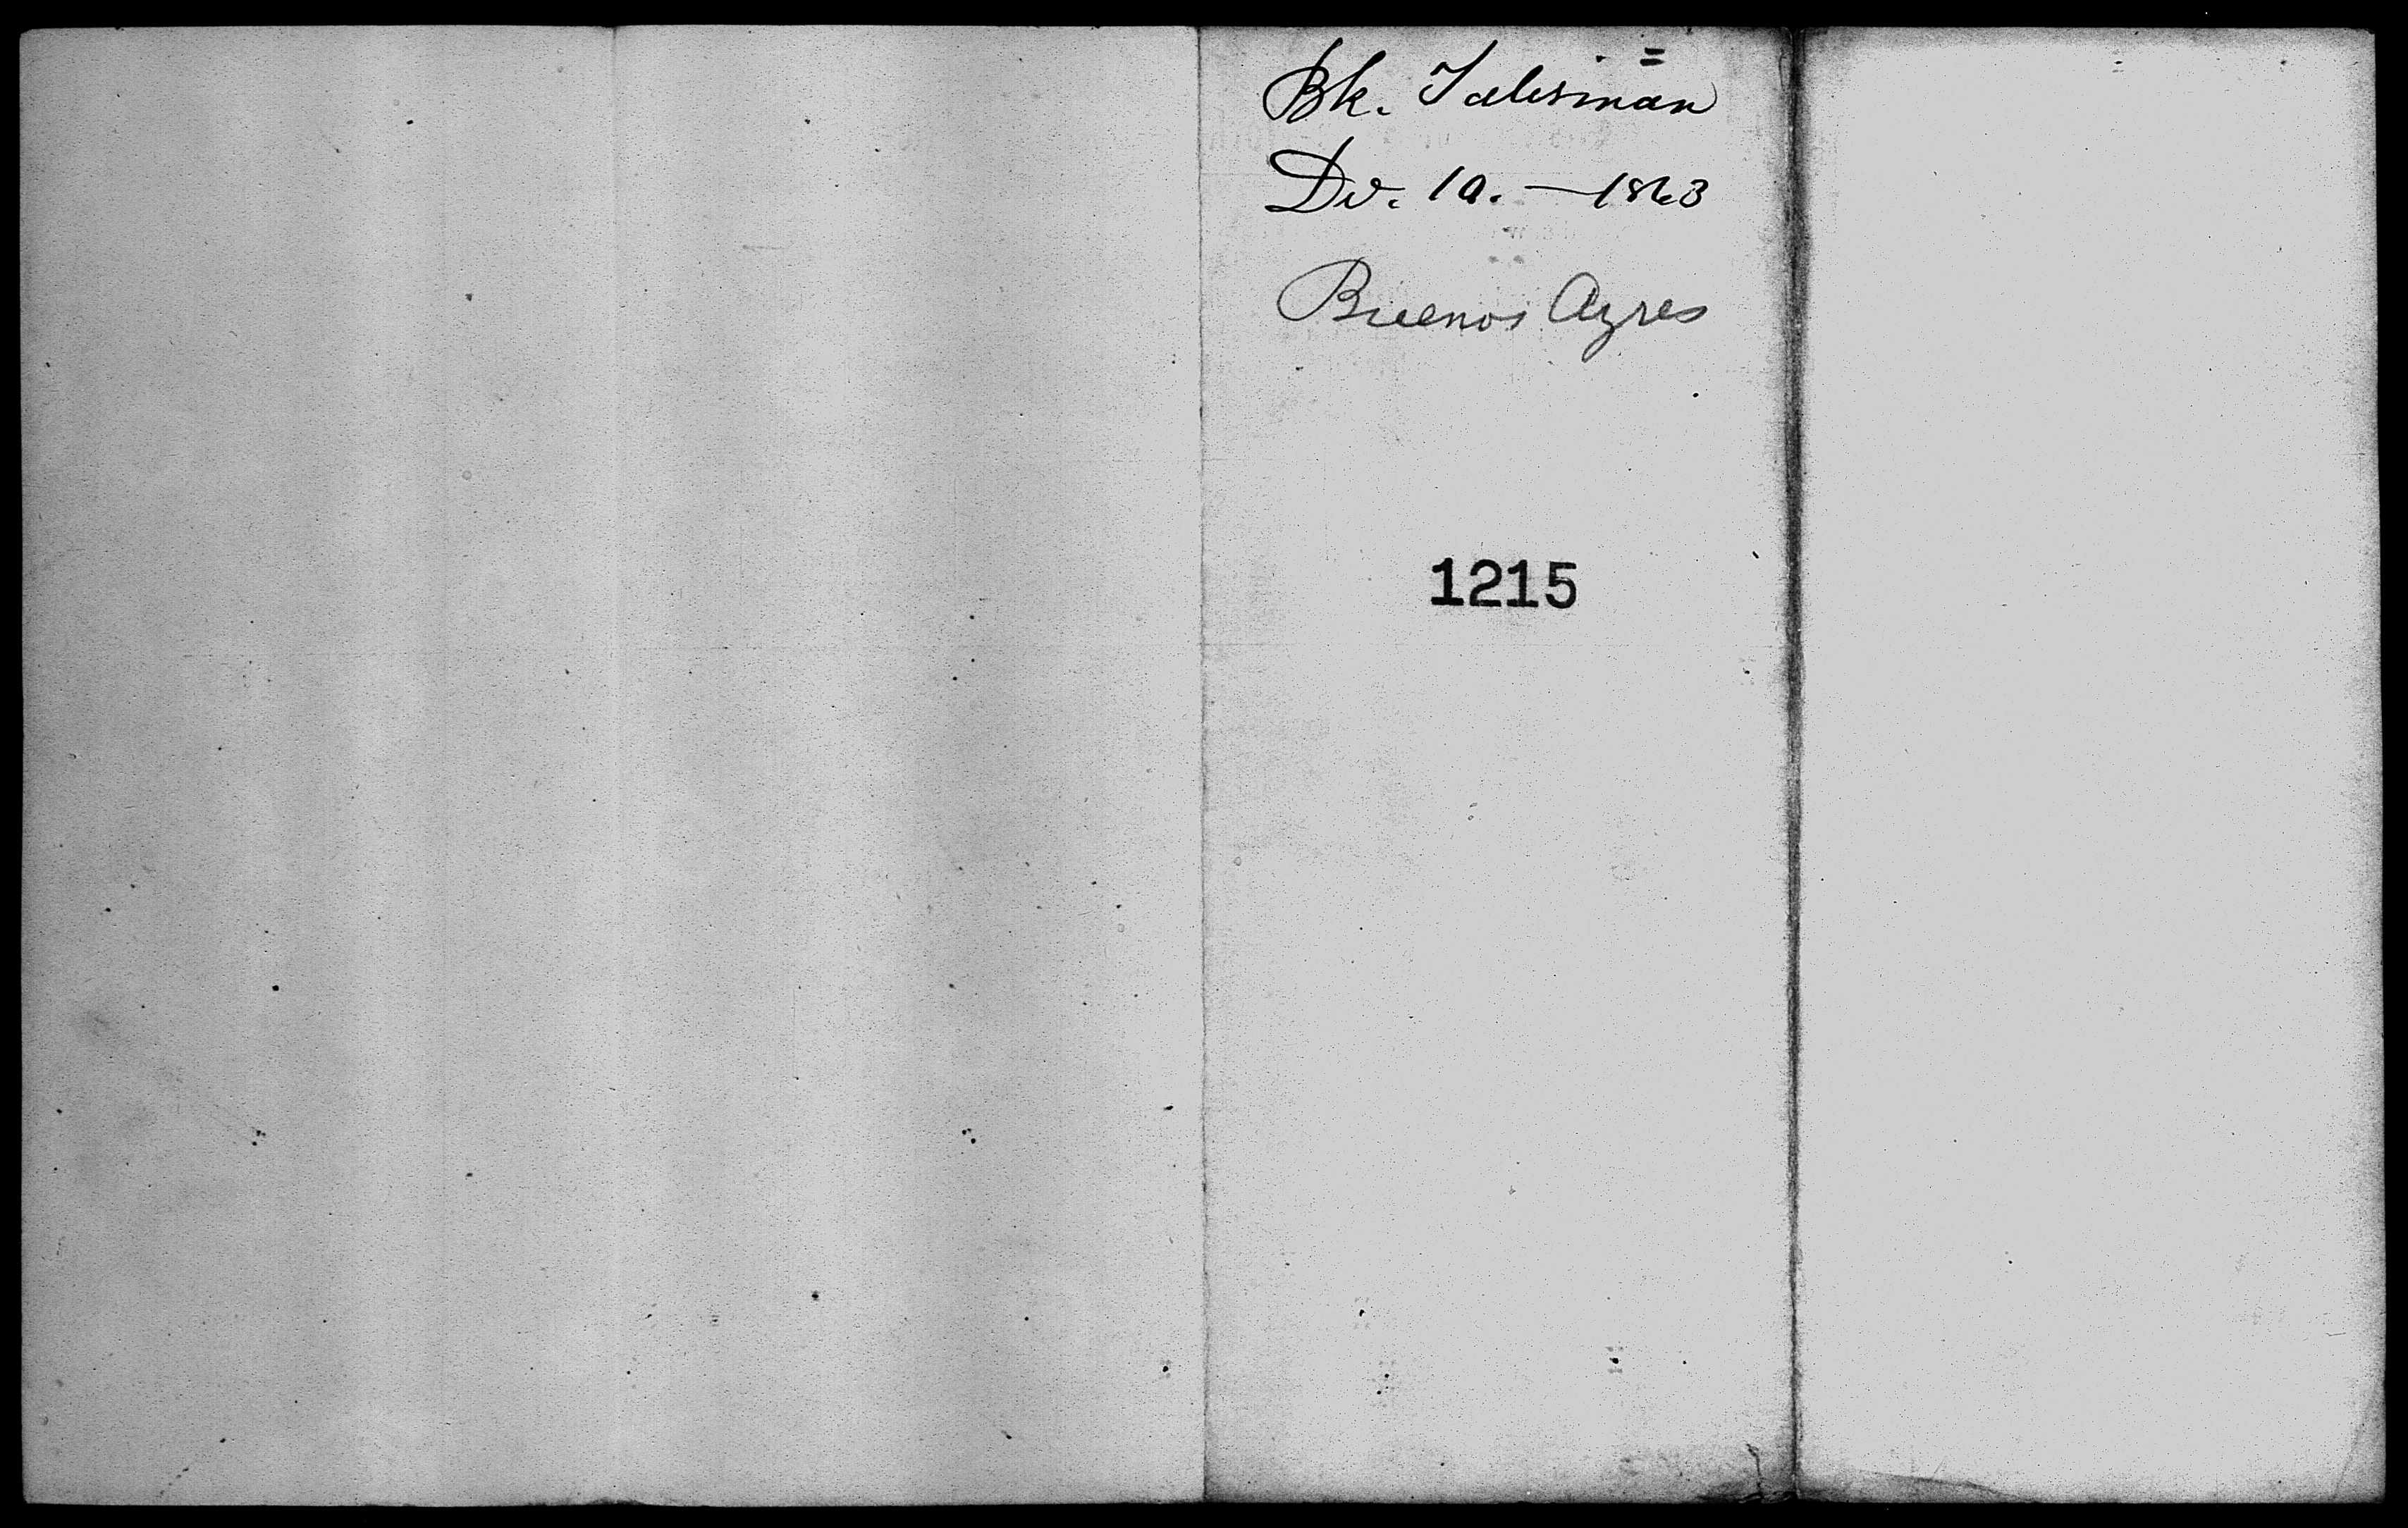 Bk. Talisman
Dec. 10. — 1863
Buenos Ayres
1215